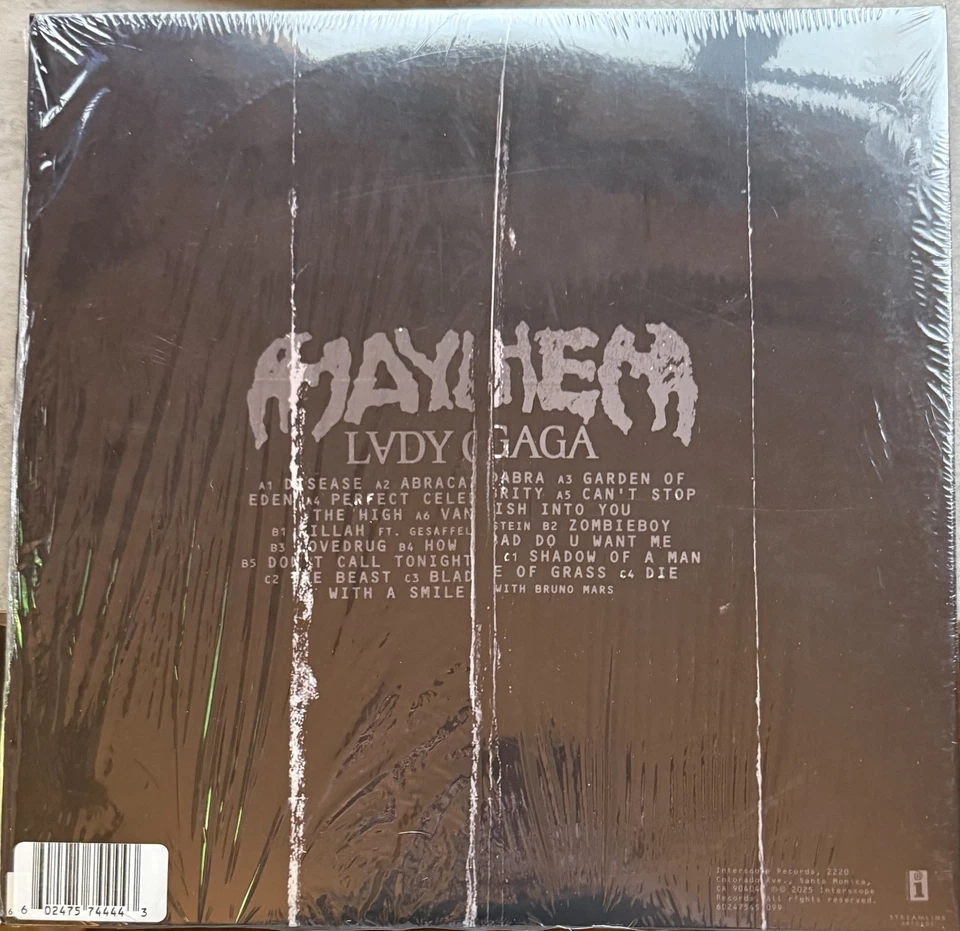 MAYHEM
LADY GAGA
A1 DISEASE A2 ABRACADABRA A3 GARDEN OF
EDEN A4 PERFECT CELEBRITY A5 CAN'T STOP
THE HIGH A6 VANISH INTO YOU
B1 KILLAH FT. GESAFFELSTEIN B2 ZOMBIEBOY
B3 LOVEDRUG B4 HOW BAD DO U WANT ME
B5 DON'T CALL TONIGHT C1 SHADOW OF A MAN
C2 THE BEAST C3 BLADE OF GRASS C4 DIE
WITH A SMILE WITH BRUNO MARS
Interscope Records, 2220
Colorado Ave., Santa Monica,
CA 90404 ℗© 2025 Interscope
Records, All rights reserved.
i
STREAMLINE
RECORDS
6 02475 74444 3